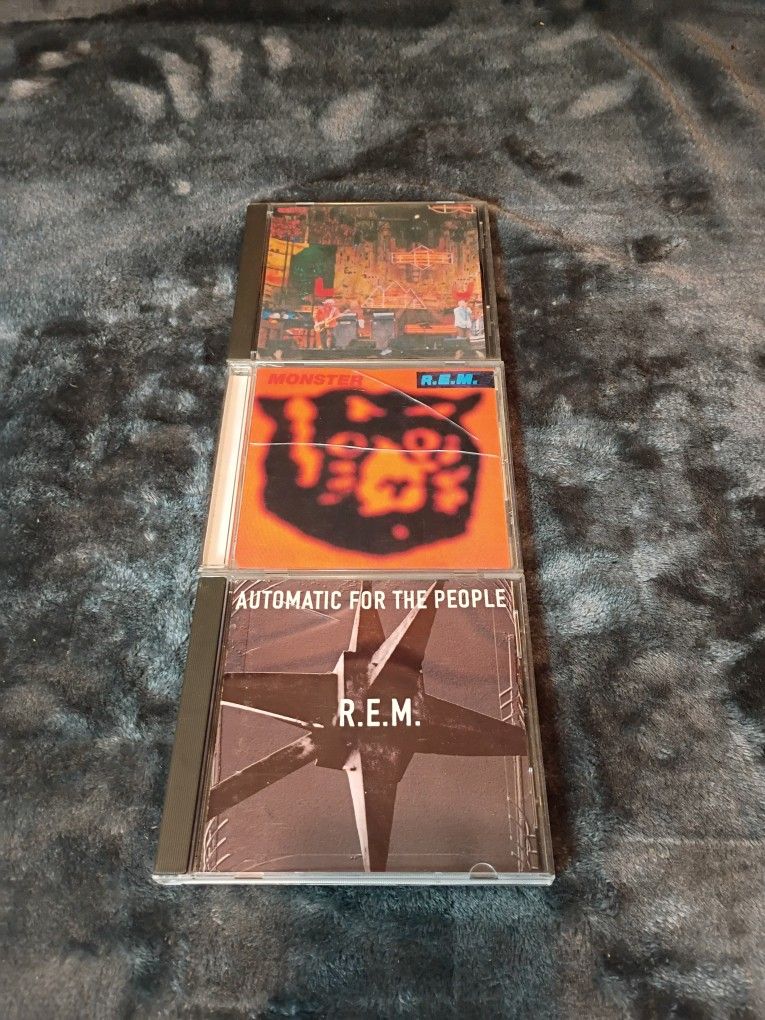 MONSTER
R.E.M.
AUTOMATIC FOR THE PEOPLE
R.E.M.